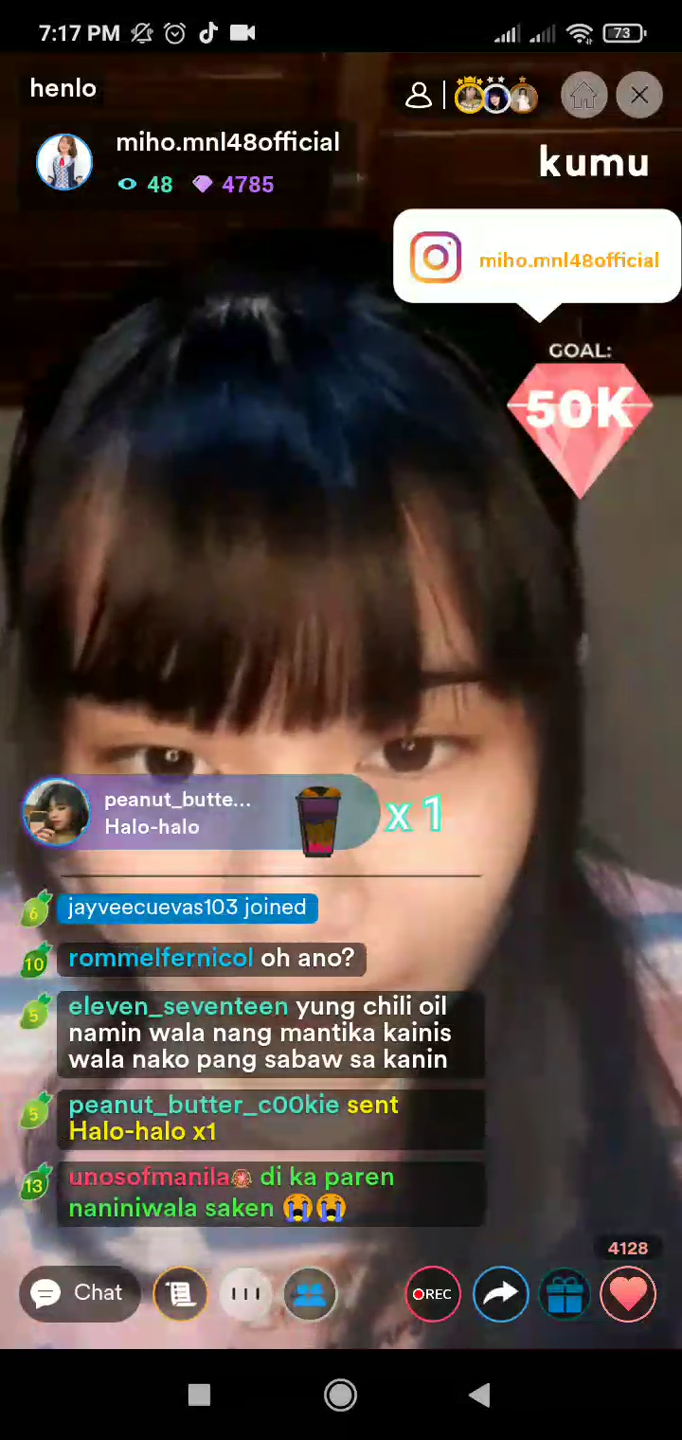 7:17 PM
73
henlo
miho.mnl48official
48 4785
kumu
miho.mnl48official
GOAL:
50K
peanut_butte...
Halo-halo
x 1
6
jayveecuevas103 joined
10
rommelfernicol oh ano?
5
eleven_seventeen yung chili oil
namin wala nang mantika kainis
wala nako pang sabaw sa kanin
5
peanut_butter_c00kie sent
Halo-halo x1
13
unosofmanila di ka paren
naniniwala saken 😭😭
4128
Chat
REC